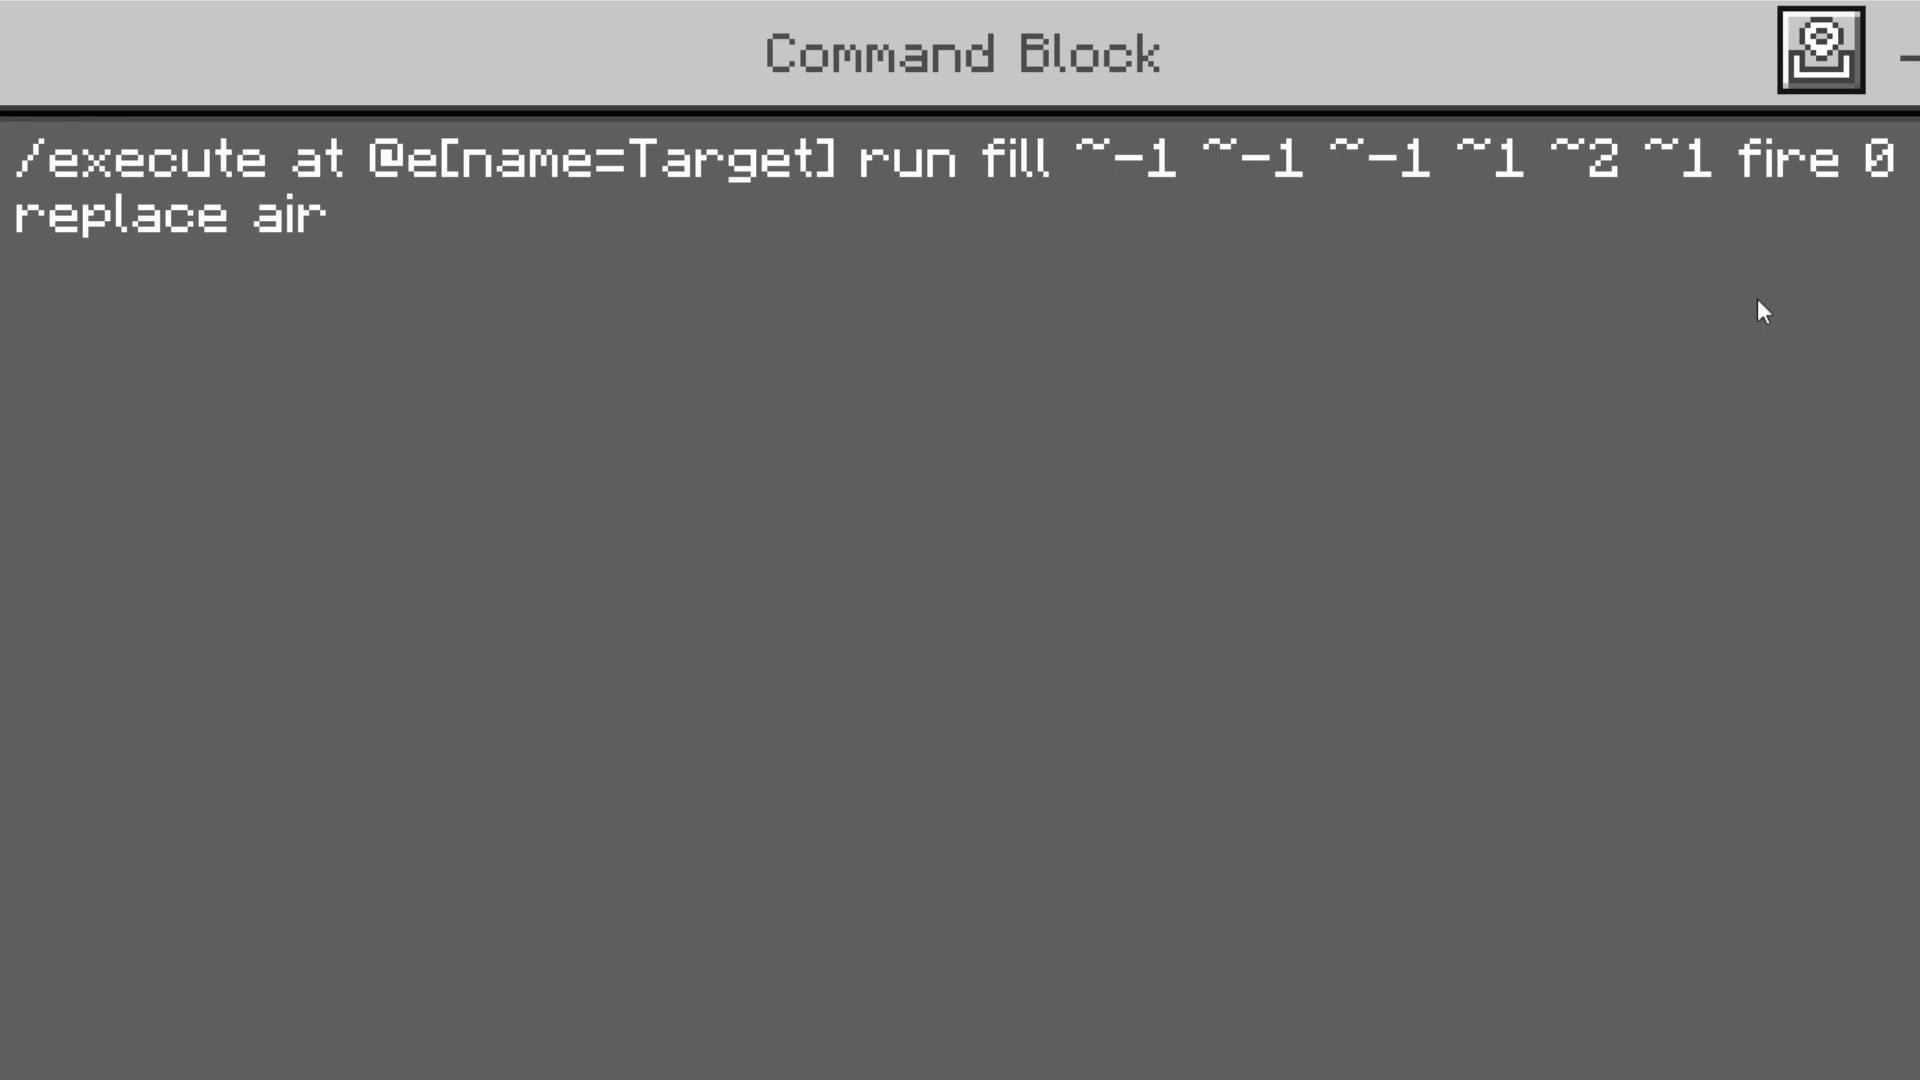 Command Block
/execute at @e[name=Target] run fill ~-1 ~-1 ~-1 ~1 ~2 ~1 fire 0
replace air